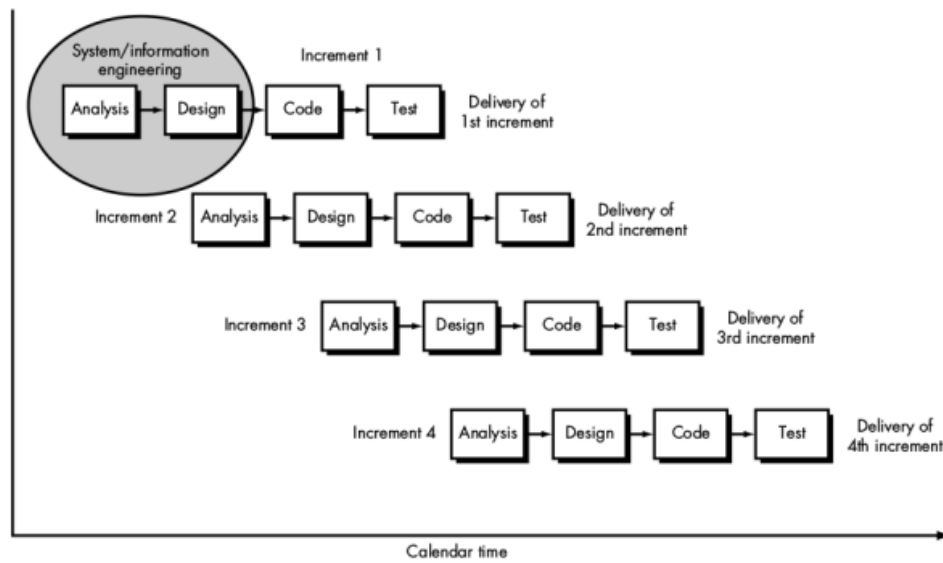 System/information
engineering
Increment 1
Analysis
Design
Code
Test
Delivery of
1st increment
Increment 2
Analysis
Design
Code
Test
Delivery of
2nd increment
Increment 3
Analysis
Design
Code
Test
Delivery of
3rd increment
Increment 4
Analysis
Design
Code
Test
Delivery of
4th increment
Calendar time